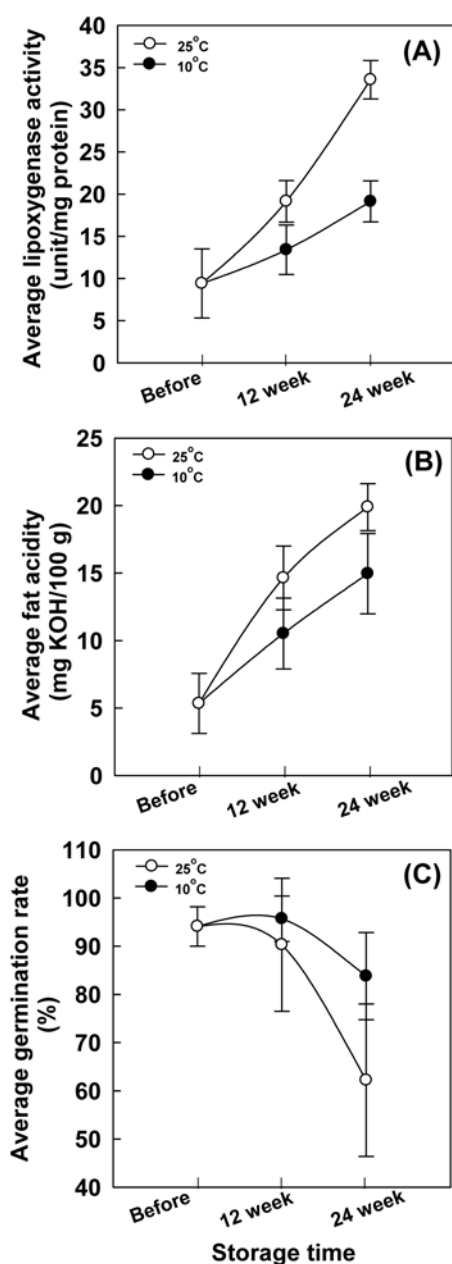 25°C
10°C
(A)
40
35
30
25
20
15
10
5
0
Average lipoxygenase activity
(unit/mg protein)
Before
12 week
24 week
25°C
10°C
(B)
25
20
15
10
5
0
Average fat acidity
(mg KOH/100 g)
Before
12 week
24 week
25°C
10°C
(C)
110
100
90
80
70
60
50
40
Average germination rate
(%)
Before
12 week
24 week
Storage time